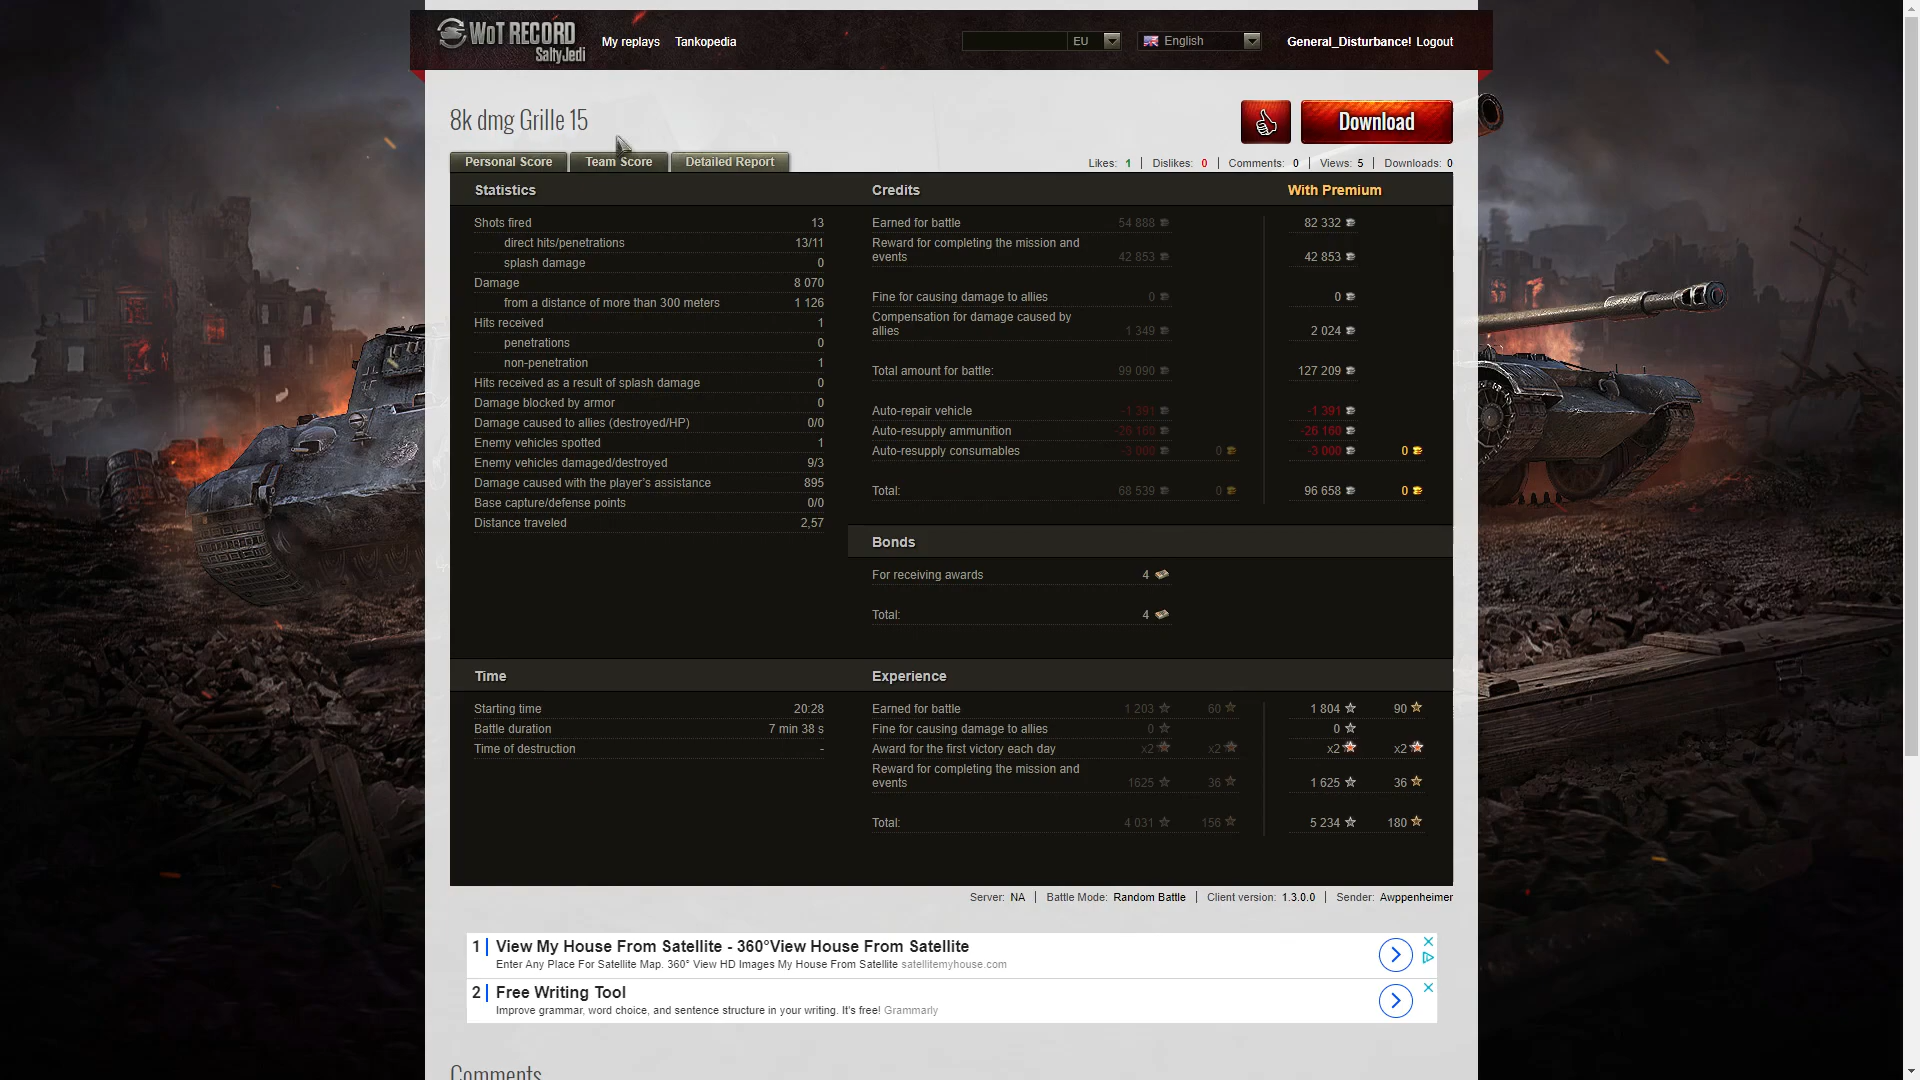 WoT RECORD
SaltyJedi
My replays Tankopedia
EU
English
General_Disturbance! Logout
8k dmg Grille 15
Download
Personal Score Team Score Detailed Report
Likes: 1 | Dislikes: 0 | Comments: 0 | Views: 5 | Downloads: 0
Statistics
Shots fired 13
direct hits/penetrations 13/11
splash damage 0
Damage 8 070
from a distance of more than 300 meters 1 126
Hits received 1
penetrations 0
non-penetration 1
Hits received as a result of splash damage 0
Damage blocked by armor 0
Damage caused to allies (destroyed/HP) 0/0
Enemy vehicles spotted 1
Enemy vehicles damaged/destroyed 9/3
Damage caused with the player's assistance 895
Base capture/defense points 0/0
Distance traveled 2,57
Credits With Premium
Earned for battle 54 888 82 332
Reward for completing the mission and
events 42 853 42 853
Fine for causing damage to allies 0 0
Compensation for damage caused by
allies 1 349 2 024
Total amount for battle: 99 090 127 209
Auto-repair vehicle -1 391 -1 391
Auto-resupply ammunition -26 160 -26 160
Auto-resupply consumables -3 000 0 -3 000 0
Total: 68 539 0 96 658 0
Bonds
For receiving awards 4
Total: 4
Time
Starting time 20:28
Battle duration 7 min 38 s
Time of destruction -
Experience
Earned for battle 1 203 60 1 804 90
Fine for causing damage to allies 0 0
Award for the first victory each day x2 x2 x2 x2
Reward for completing the mission and
events 1625 36 1 625 36
Total: 4 031 156 5 234 180
Server: NA | Battle Mode: Random Battle | Client version: 1.3.0.0 | Sender: Awppenheimer
1 View My House From Satellite - 360°View House From Satellite
Enter Any Place For Satellite Map. 360° View HD Images My House From Satellite satellitemyhouse.com
2 Free Writing Tool
Improve grammar, word choice, and sentence structure in your writing. It's free! Grammarly
Comments